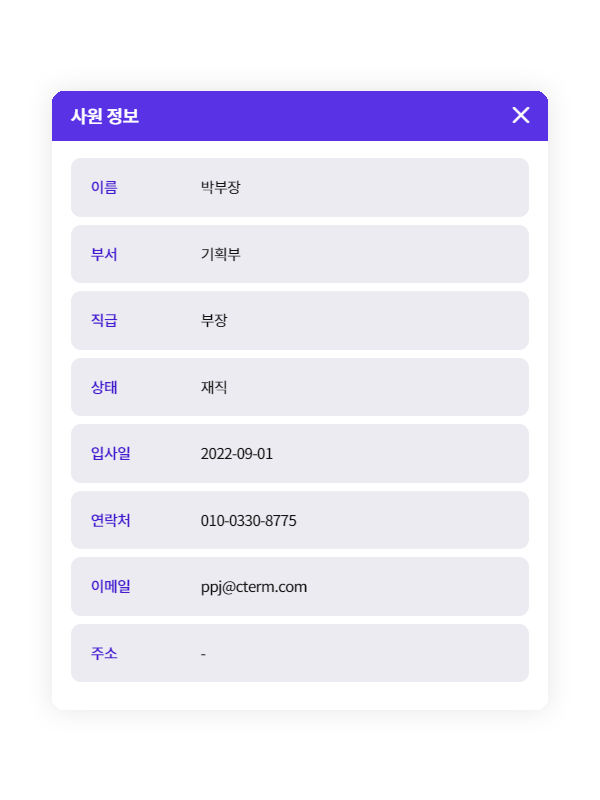 사원 정보
이름 박부장
부서 기획부
직급 부장
상태 재직
입사일 2022-09-01
연락처 010-0330-8775
이메일 ppj@cterm.com
주소 -